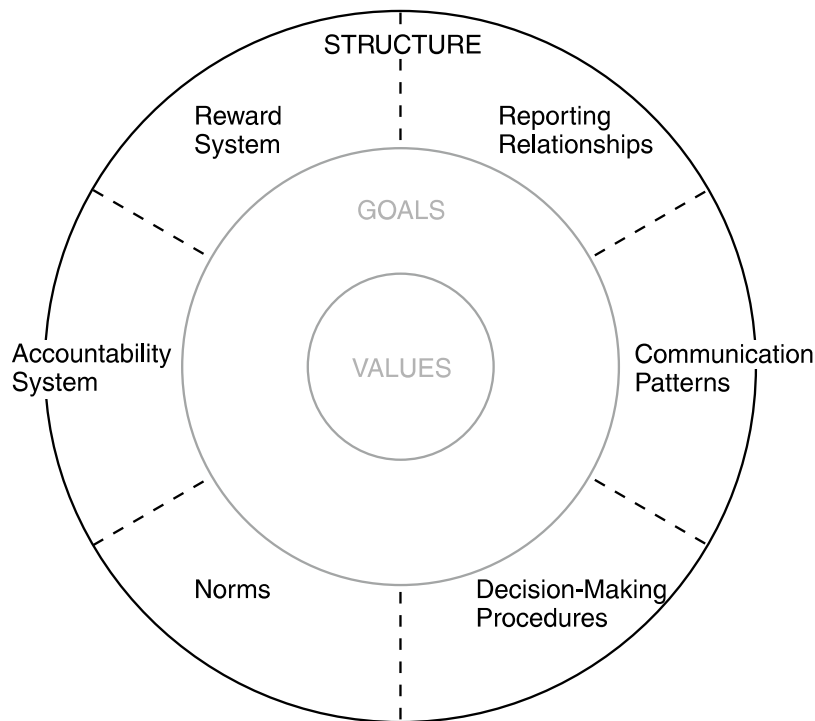 STRUCTURE
Reward
System
Reporting
Relationships
GOALS
Accountability
System
VALUES
Communication
Patterns
Norms
Decision-Making
Procedures